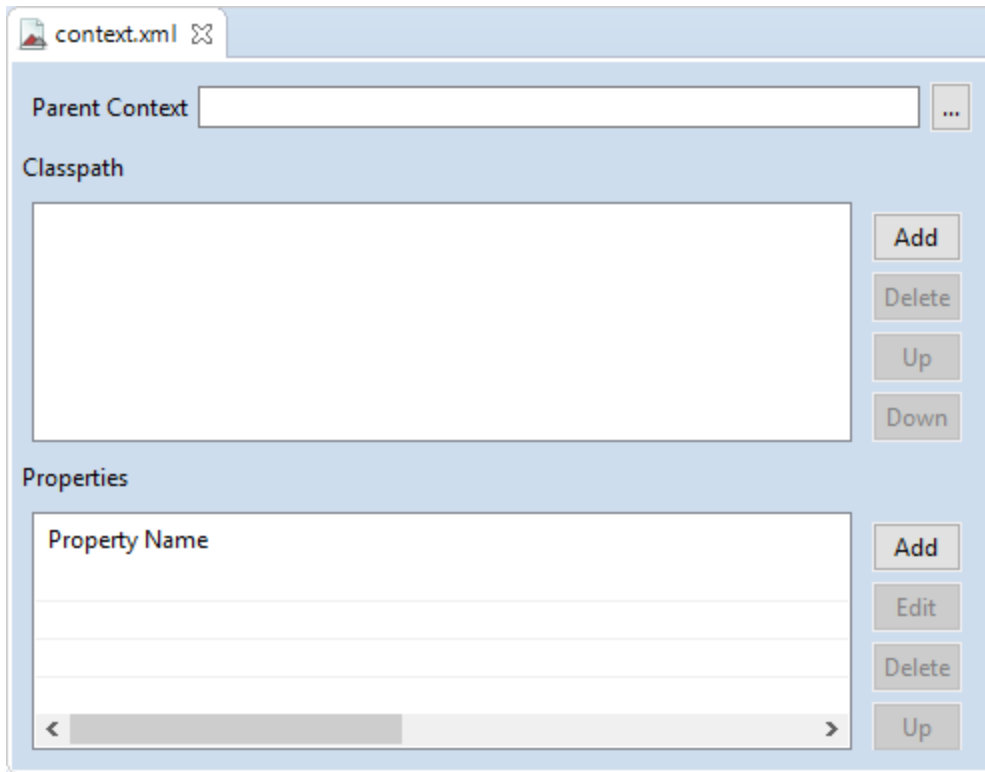 context.xml
Parent Context
...
Classpath
Add
Delete
Up
Down
Properties
Property Name
Add
Edit
Delete
Up